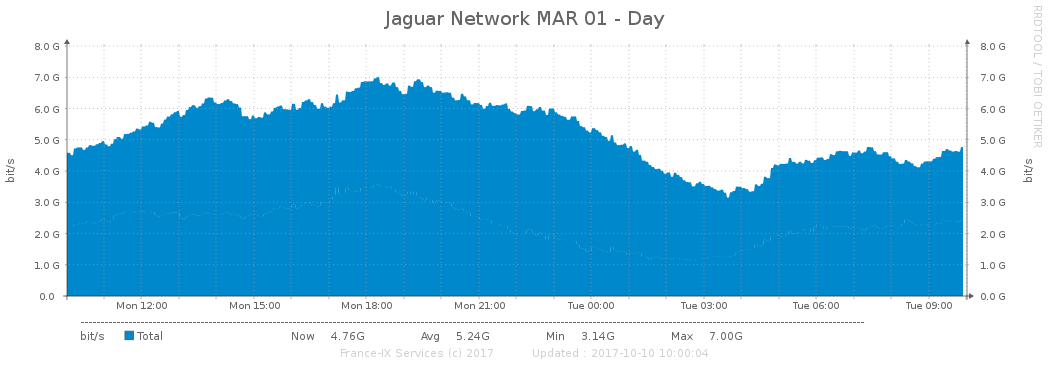 Jaguar Network MAR 01 - Day
RRDTOOL / TOBI OETIKER
bit/s
bit/s
8.0 G 8.0 G
7.0 G 7.0 G
6.0 G 6.0 G
5.0 G 5.0 G
4.0 G 4.0 G
3.0 G 3.0 G
2.0 G 2.0 G
1.0 G 1.0 G
0.0 0.0 G
Mon 12:00 Mon 15:00 Mon 18:00 Mon 21:00 Tue 00:00 Tue 03:00 Tue 06:00 Tue 09:00
bit/s Total Now 4.76G Avg 5.24G Min 3.14G Max 7.00G
France-IX Services (c) 2017 Updated : 2017-10-10 10:00:04